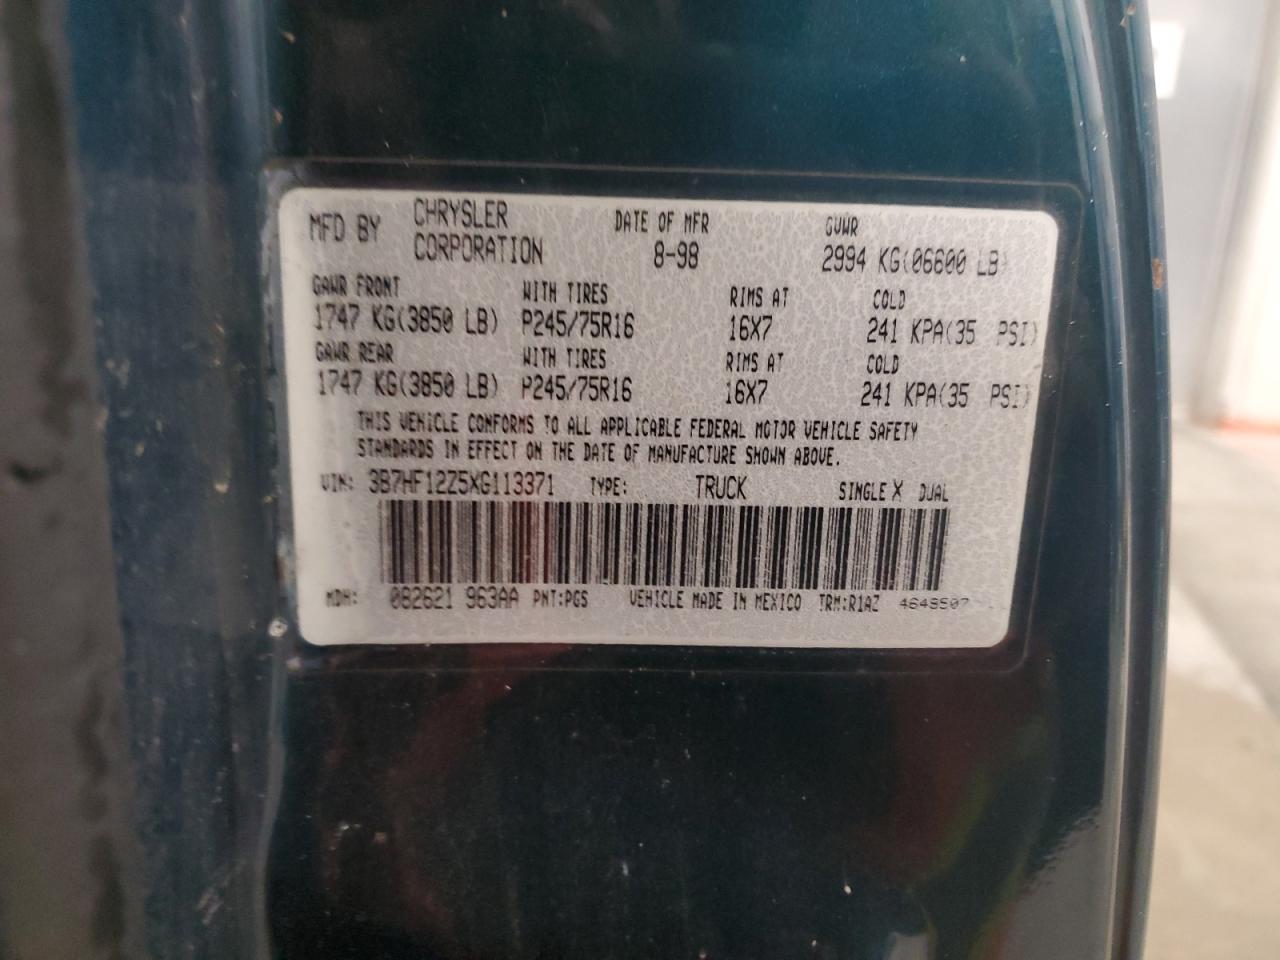 MFD BY CHRYSLER CORPORATION DATE OF MFR 8-98 GVWR 2994 KG(06600 LB)
GAWR FRONT WITH TIRES RIMS AT COLD
1747 KG(3850 LB) P245/75R16 16X7 241 KPA(35 PSI)
GAWR REAR WITH TIRES RIMS AT COLD
1747 KG(3850 LB) P245/75R16 16X7 241 KPA(35 PSI)
THIS VEHICLE CONFORMS TO ALL APPLICABLE FEDERAL MOTOR VEHICLE SAFETY
STANDARDS IN EFFECT ON THE DATE OF MANUFACTURE SHOWN ABOVE.
VIN: 3B7HF12Z5XG113371 TYPE: TRUCK SINGLE X DUAL
MDH: 082621 963AA PNT:PGS VEHICLE MADE IN MEXICO TRM:R1AZ